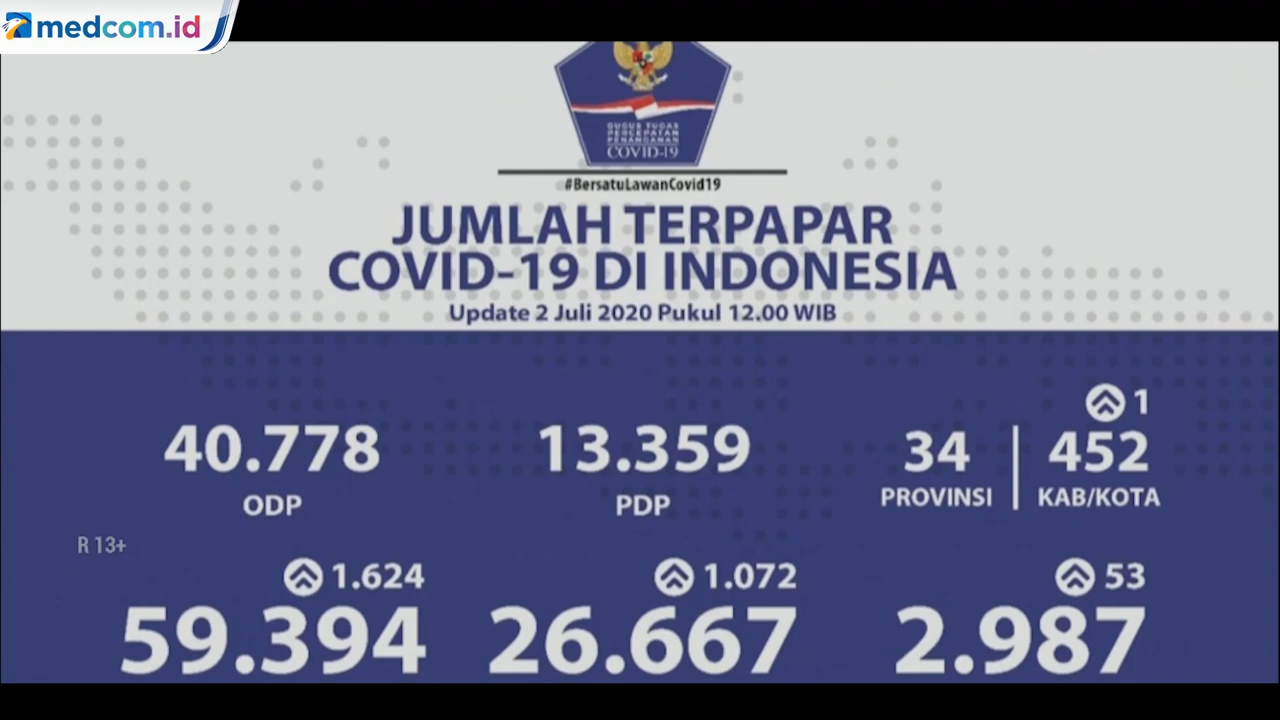 medcom.id
GUGUS TUGAS
PERCEPATAN
PENANGANAN
COVID-19
#BersatuLawanCovid19
JUMLAH TERPAPAR
COVID-19 DI INDONESIA
Update 2 Juli 2020 Pukul 12.00 WIB
1
40.778
13.359
34
452
ODP
PDP
PROVINSI
KAB/KOTA
R 13+
1.624
1.072
53
59.394
26.667
2.987